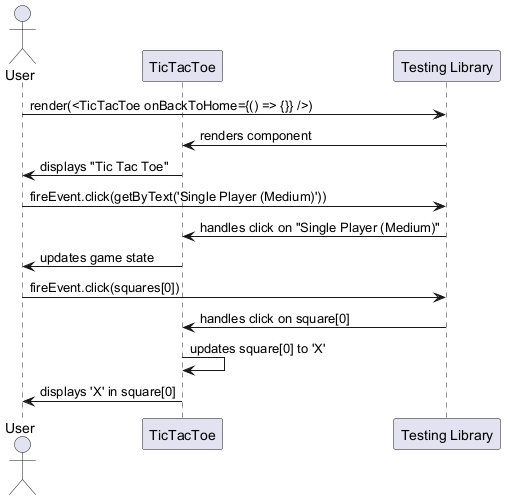 User
TicTacToe
Testing Library
render(<TicTacToe onBackToHome={() => {}} />)
renders component
displays "Tic Tac Toe"
fireEvent.click(getByText('Single Player (Medium)'))
handles click on "Single Player (Medium)"
updates game state
fireEvent.click(squares[0])
handles click on square[0]
updates square[0] to 'X'
displays 'X' in square[0]
User
TicTacToe
Testing Library